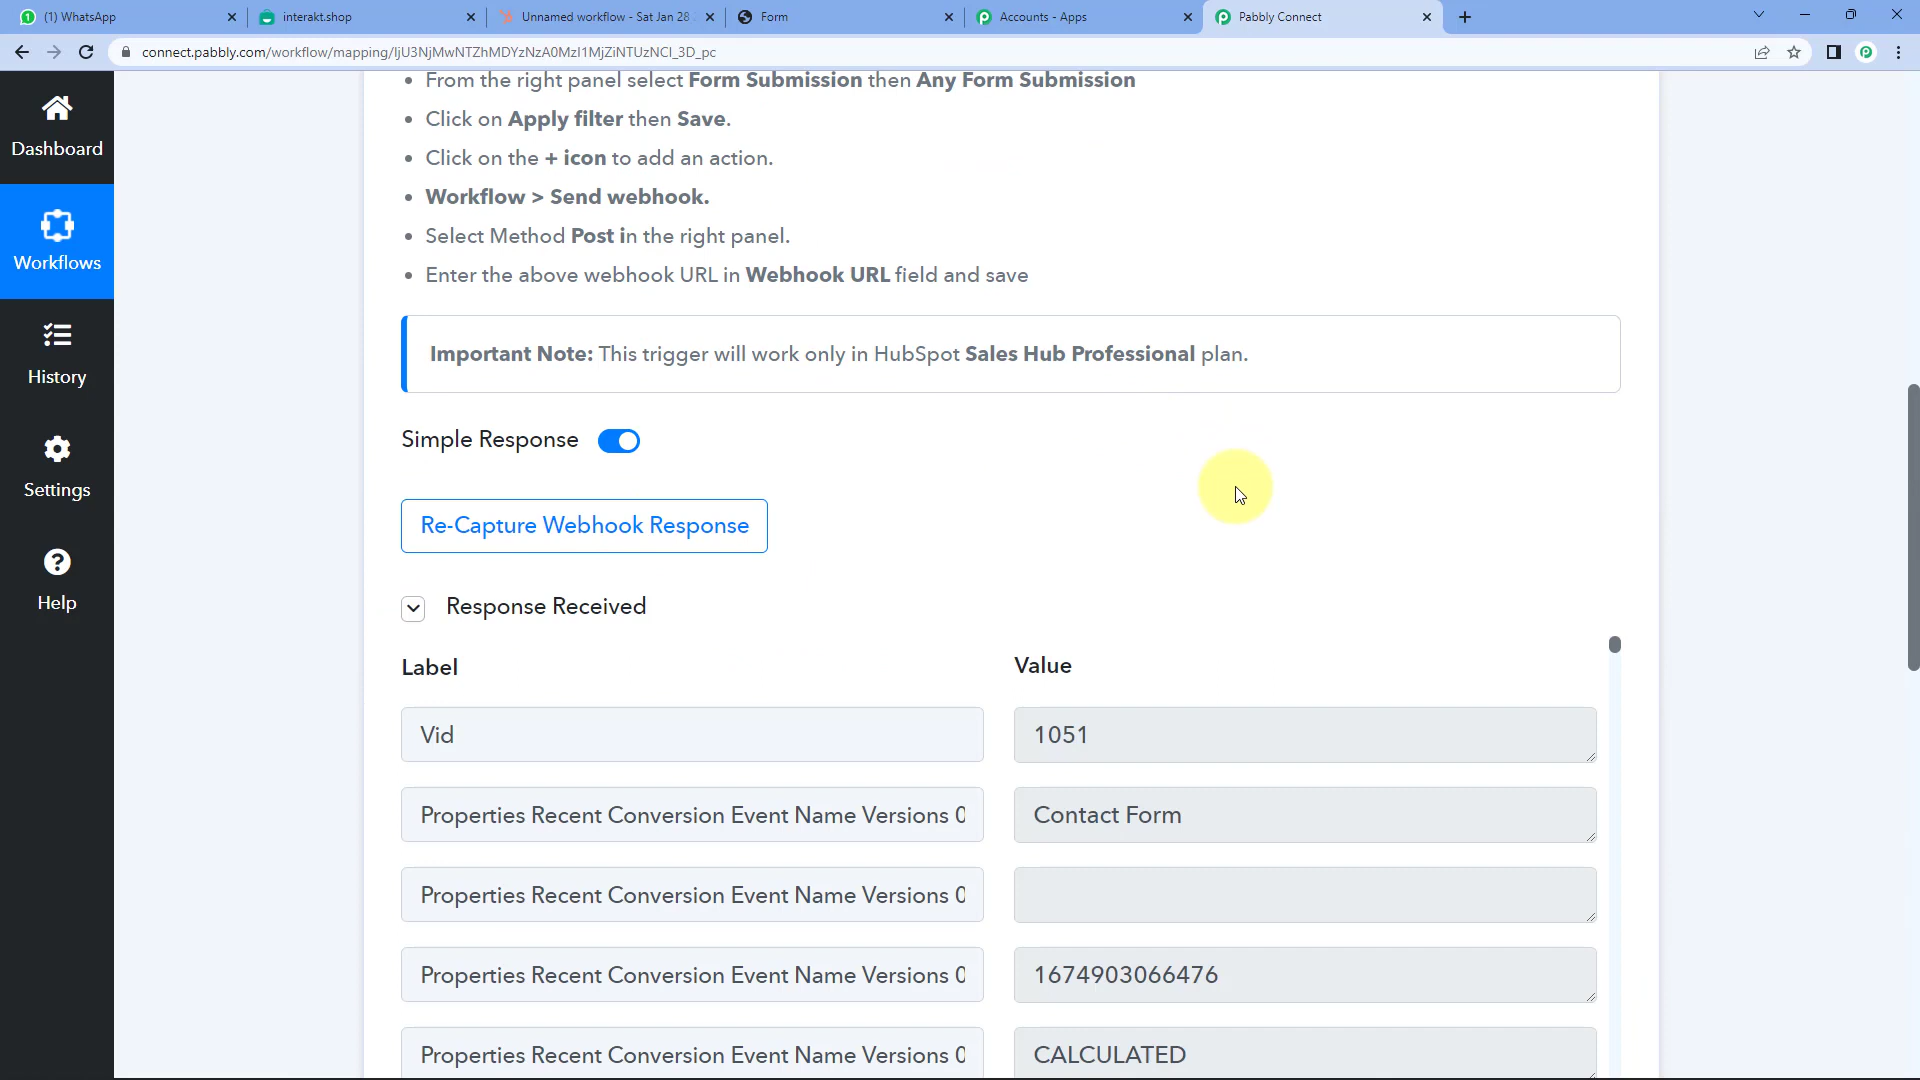 (1) WhatsApp
interakt.shop
Unnamed workflow - Sat Jan 28
Form
Accounts - Apps
Pabbly Connect
connect.pabbly.com/workflow/mapping/IjU3NjMwNTZhMDYzNzA0MzI1MjZiNTUzNCI_3D_pc
Dashboard
Workflows
History
Settings
Help
From the right panel select Form Submission then Any Form Submission
Click on Apply filter then Save.
Click on the + icon to add an action.
Workflow > Send webhook.
Select Method Post in the right panel.
Enter the above webhook URL in Webhook URL field and save
Important Note: This trigger will work only in HubSpot Sales Hub Professional plan.
Simple Response
Re-Capture Webhook Response
Response Received
Label Value
Vid 1051
Properties Recent Conversion Event Name Versions 0 Contact Form
Properties Recent Conversion Event Name Versions 0
Properties Recent Conversion Event Name Versions 0 1674903066476
Properties Recent Conversion Event Name Versions 0 CALCULATED